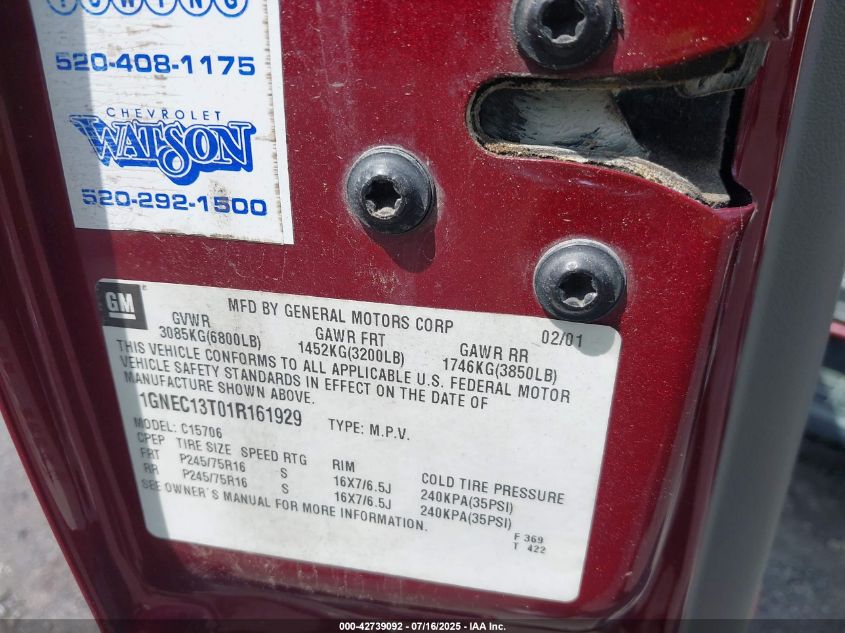 TOWING
520-408-1175
CHEVROLET
WATSON
520-292-1500
GM
MFD BY GENERAL MOTORS CORP 02/01
GVWR GAWR FRT GAWR RR
3085KG(6800LB) 1452KG(3200LB) 1746KG(3850LB)
THIS VEHICLE CONFORMS TO ALL APPLICABLE U.S. FEDERAL MOTOR
VEHICLE SAFETY STANDARDS IN EFFECT ON THE DATE OF
MANUFACTURE SHOWN ABOVE.
1GNEC13T01R161929 TYPE: M.P.V.
MODEL: C15706
CPEP TIRE SIZE SPEED RTG RIM COLD TIRE PRESSURE
FRT P245/75R16 S 16X7/6.5J 240KPA(35PSI)
RR P245/75R16 S 16X7/6.5J 240KPA(35PSI)
SEE OWNER'S MANUAL FOR MORE INFORMATION.
F 369
T 422
000-42739092 - 07/16/2025 - IAA Inc.